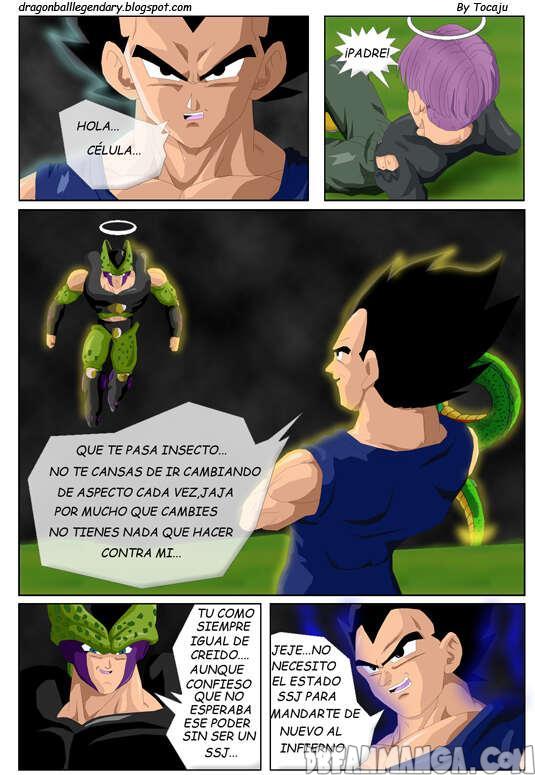 dragonballlegendary.blogspot.com
By Tocaju
HOLA...
CÉLULA...
¡PADRE!
QUE TE PASA INSECTO...
NO TE CANSAS DE IR CAMBIANDO
DE ASPECTO CADA VEZ,JAJA
POR MUCHO QUE CAMBIES
NO TIENES NADA QUE HACER
CONTRA MI...
TU COMO
SIEMPRE
IGUAL DE
CREIDO....
AUNQUE
CONFIESO
QUE NO
ESPERABA
ESE PODER
SIN SER UN
SSJ...
JEJE...NO
NECESITO
EL ESTADO
SSJ PARA
MANDARTE DE
NUEVO AL
INFIERNO
DBFANMANGA.COM